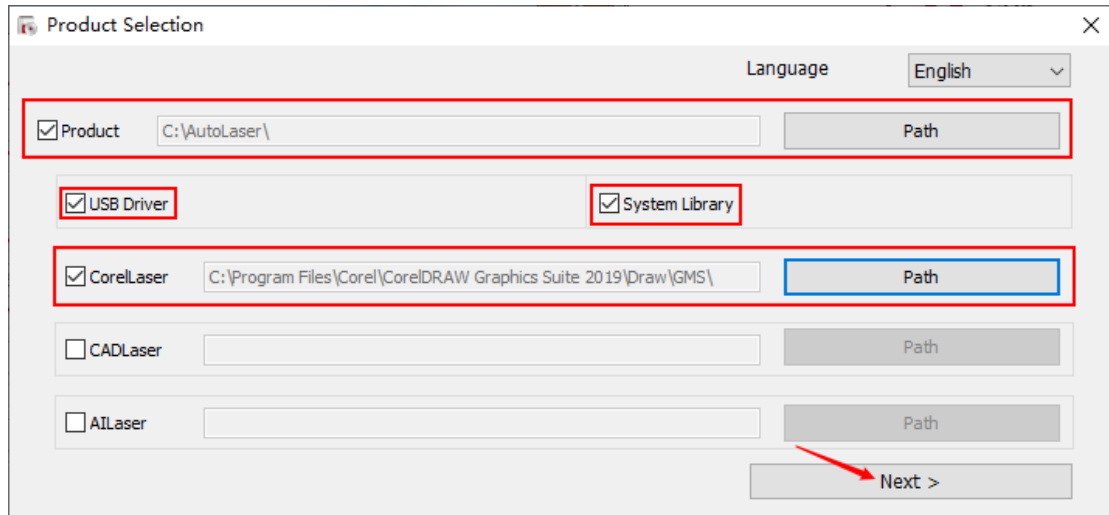 Product Selection
Language English
Product C:\AutoLaser\ Path
USB Driver System Library
CorelLaser C:\Program Files\Corel\CorelDRAW Graphics Suite 2019\Draw\GMS\ Path
CADLaser Path
AILaser Path
Next >